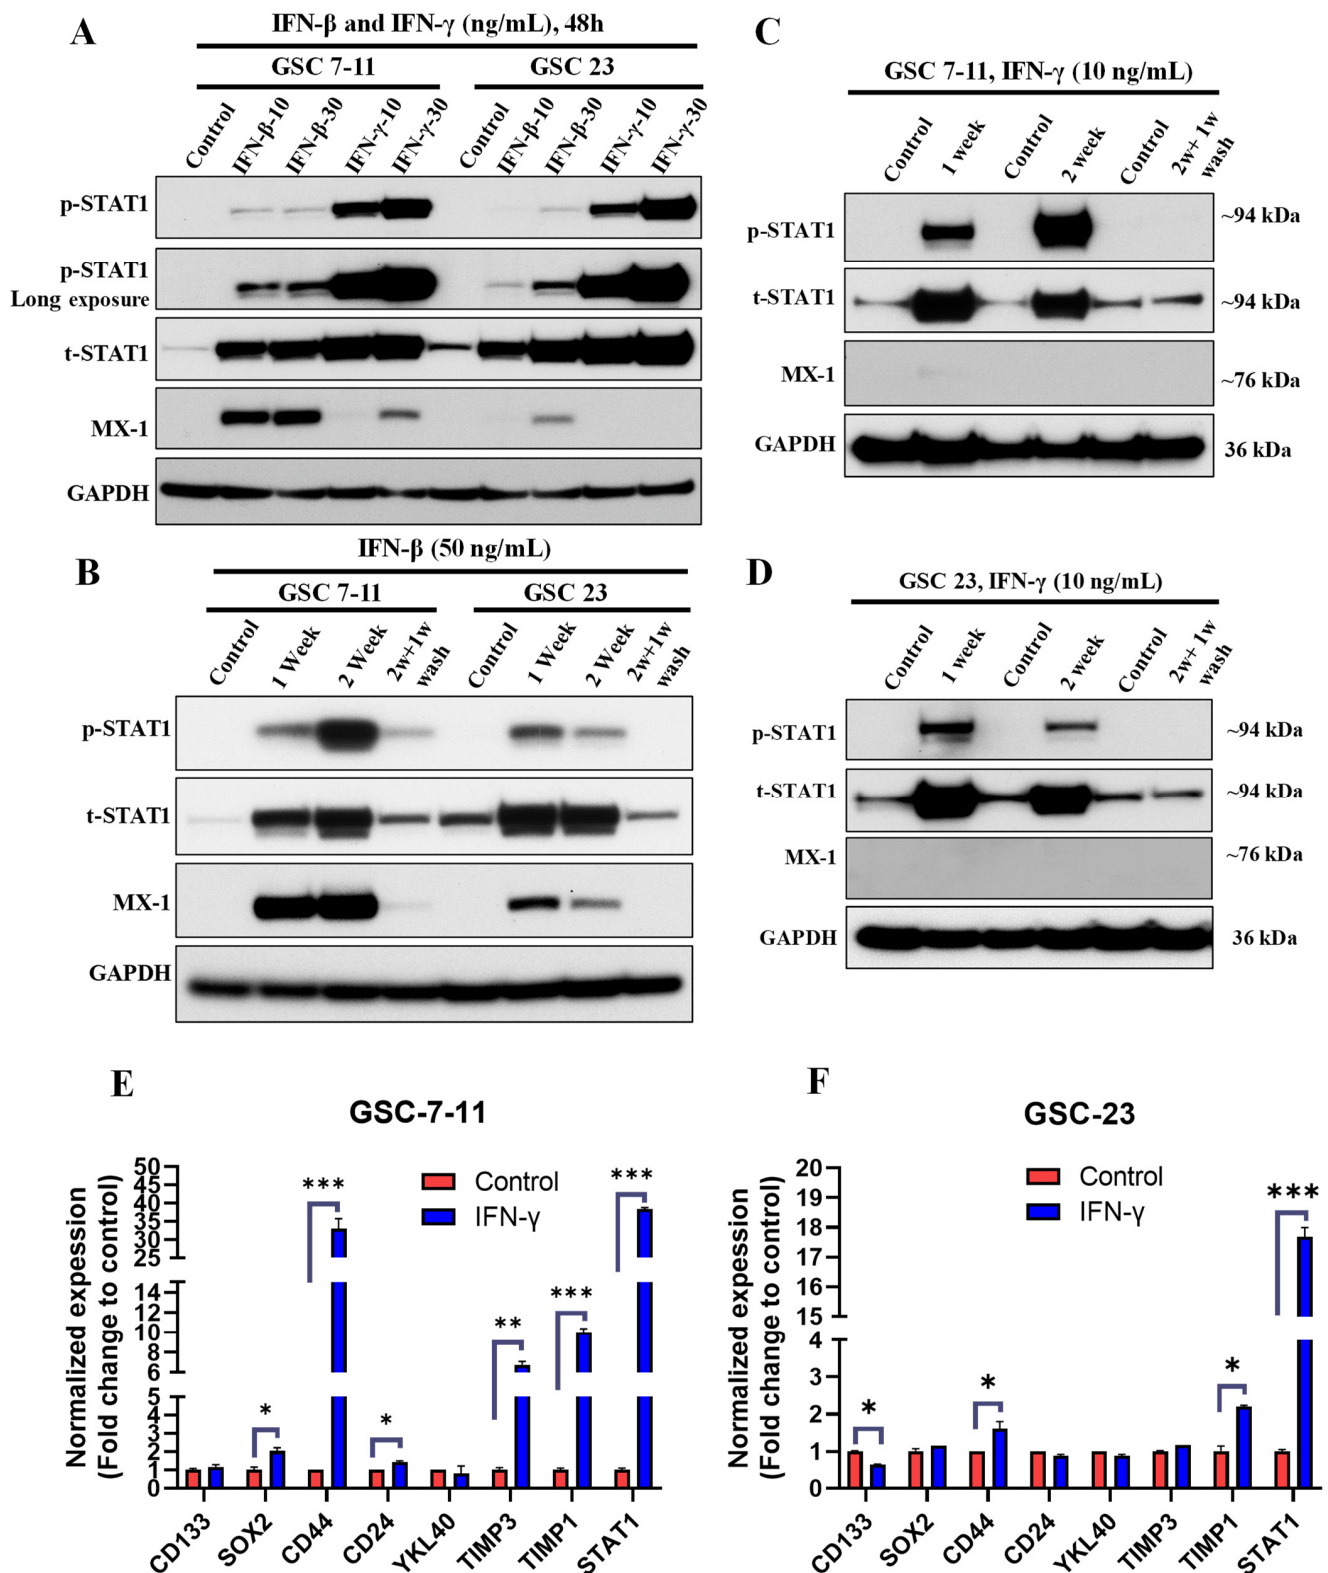 A
IFN-β and IFN-γ (ng/mL), 48h
GSC 7-11
GSC 23
Control
IFN-β-10
IFN-β-30
IFN-γ-10
IFN-γ-30
Control
IFN-β-10
IFN-β-30
IFN-γ-10
IFN-γ-30
p-STAT1
p-STAT1
Long exposure
t-STAT1
MX-1
GAPDH
B
IFN-β (50 ng/mL)
GSC 7-11
GSC 23
Control
1 Week
2 Week
2w+1w
wash
Control
1 Week
2 Week
2w+1w
wash
p-STAT1
t-STAT1
MX-1
GAPDH
C
GSC 7-11, IFN-γ (10 ng/mL)
Control
1 week
Control
2 week
Control
2w+ 1w
wash
p-STAT1
~94 kDa
t-STAT1
~94 kDa
MX-1
~76 kDa
GAPDH
36 kDa
D
GSC 23, IFN-γ (10 ng/mL)
Control
1 week
Control
2 week
Control
2w+ 1w
wash
p-STAT1
~94 kDa
t-STAT1
~94 kDa
MX-1
~76 kDa
GAPDH
36 kDa
E
GSC-7-11
Normalized expession
(Fold change to control)
50
45
40
35
30
25
14
12
10
8
6
5
4
3
2
1
0
Control
IFN-γ
*
***
*
**
***
***
CD133
SOX2
CD44
CD24
YKL40
TIMP3
TIMP1
STAT1
F
GSC-23
Normalized expession
(Fold change to control)
20
19
18
17
16
15
4
3
2
1
0
Control
IFN-γ
*
*
*
***
CD133
SOX2
CD44
CD24
YKL40
TIMP3
TIMP1
STAT1